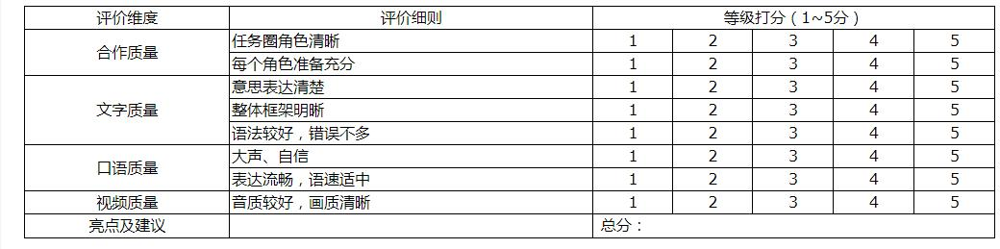 评价维度 评价细则 等级打分（1~5分）
合作质量 任务圈角色清晰 1 2 3 4 5
每个角色准备充分 1 2 3 4 5
文字质量 意思表达清楚 1 2 3 4 5
整体框架明晰 1 2 3 4 5
语法较好，错误不多 1 2 3 4 5
口语质量 大声、自信 1 2 3 4 5
表达流畅，语速适中 1 2 3 4 5
视频质量 音质较好，画质清晰 1 2 3 4 5
亮点及建议 总分：